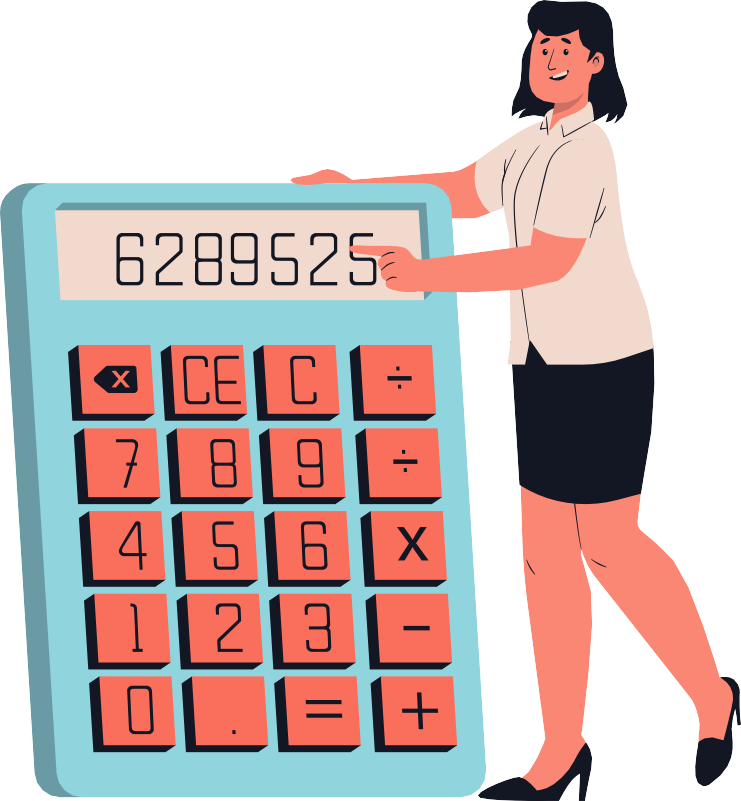 6289525
X CE C ÷
7 8 9 ÷
4 5 6 X
1 2 3 -
0 . = +